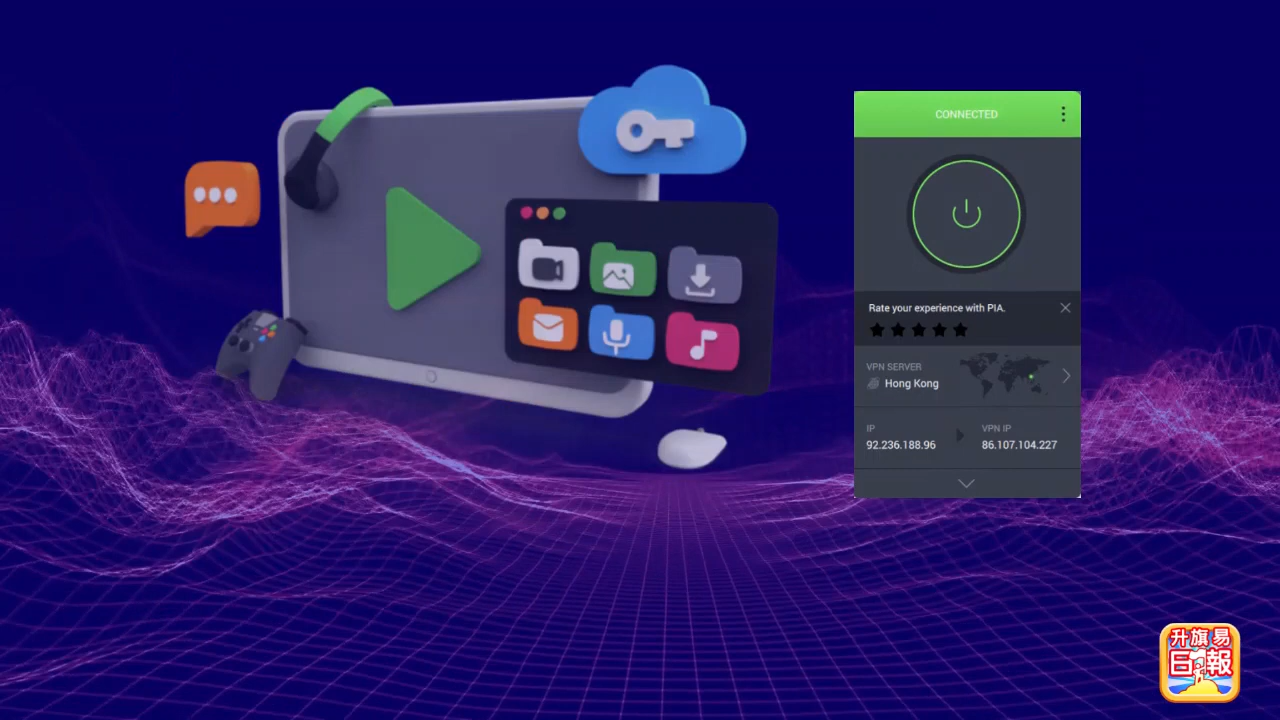 CONNECTED
Rate your experience with PIA.
VPN SERVER
Hong Kong
IP
92.236.188.96
VPN IP
86.107.104.227
升旗易
日報